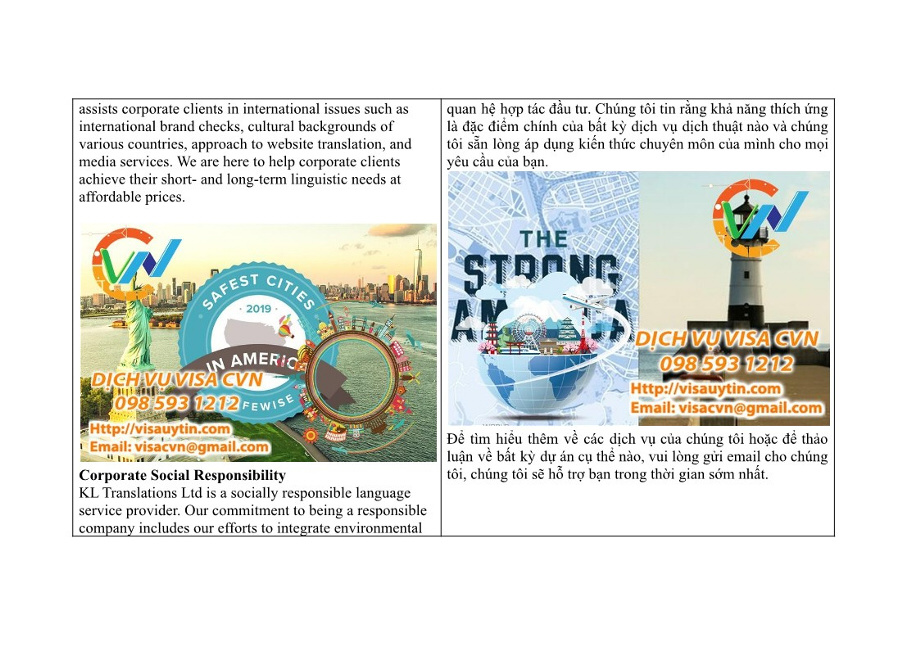 assists corporate clients in international issues such as
international brand checks, cultural backgrounds of
various countries, approach to website translation, and
media services. We are here to help corporate clients
achieve their short- and long-term linguistic needs at
affordable prices.
CVN
SAFEST CITIES
· 2019 ·
IN AMERIC
FEWISE
DỊCH VỤ VISA CVN
098 593 1212
Http://visauytin.com
Email: visacvn@gmail.com
Corporate Social Responsibility
KL Translations Ltd is a socially responsible language
service provider. Our commitment to being a responsible
company includes our efforts to integrate environmental
quan hệ hợp tác đầu tư. Chúng tôi tin rằng khả năng thích ứng
là đặc điểm chính của bất kỳ dịch vụ dịch thuật nào và chúng
tôi sẵn lòng áp dụng kiến thức chuyên môn của mình cho mọi
yêu cầu của bạn.
CVN
THE
STRONG
AM
A
DỊCH VỤ VISA CVN
098 593 1212
Http://visauytin.com
Email: visacvn@gmail.com
Để tìm hiểu thêm về các dịch vụ của chúng tôi hoặc để thảo
luận về bất kỳ dự án cụ thể nào, vui lòng gửi email cho chúng
tôi, chúng tôi sẽ hỗ trợ bạn trong thời gian sớm nhất.